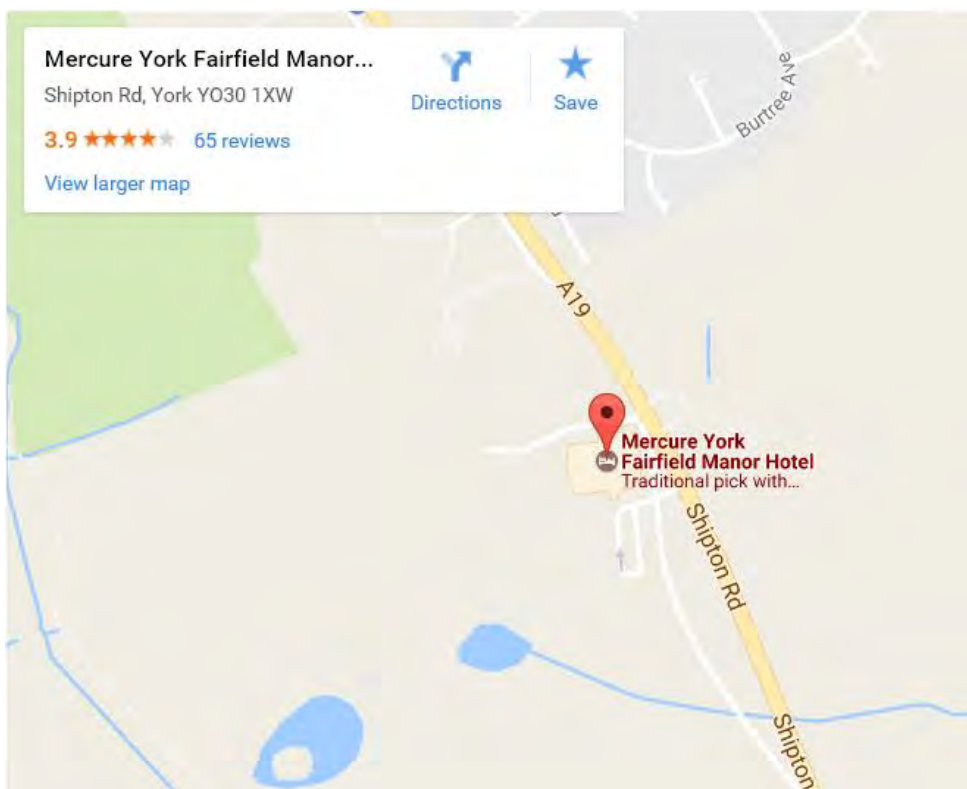 Mercure York Fairfield Manor...
Shipton Rd, York YO30 1XW
3.9
65 reviews
View larger map
Directions
Save
Burtree Ave
A19
Mercure York
Fairfield Manor Hotel
Traditional pick with...
Shipton Rd
Shipton